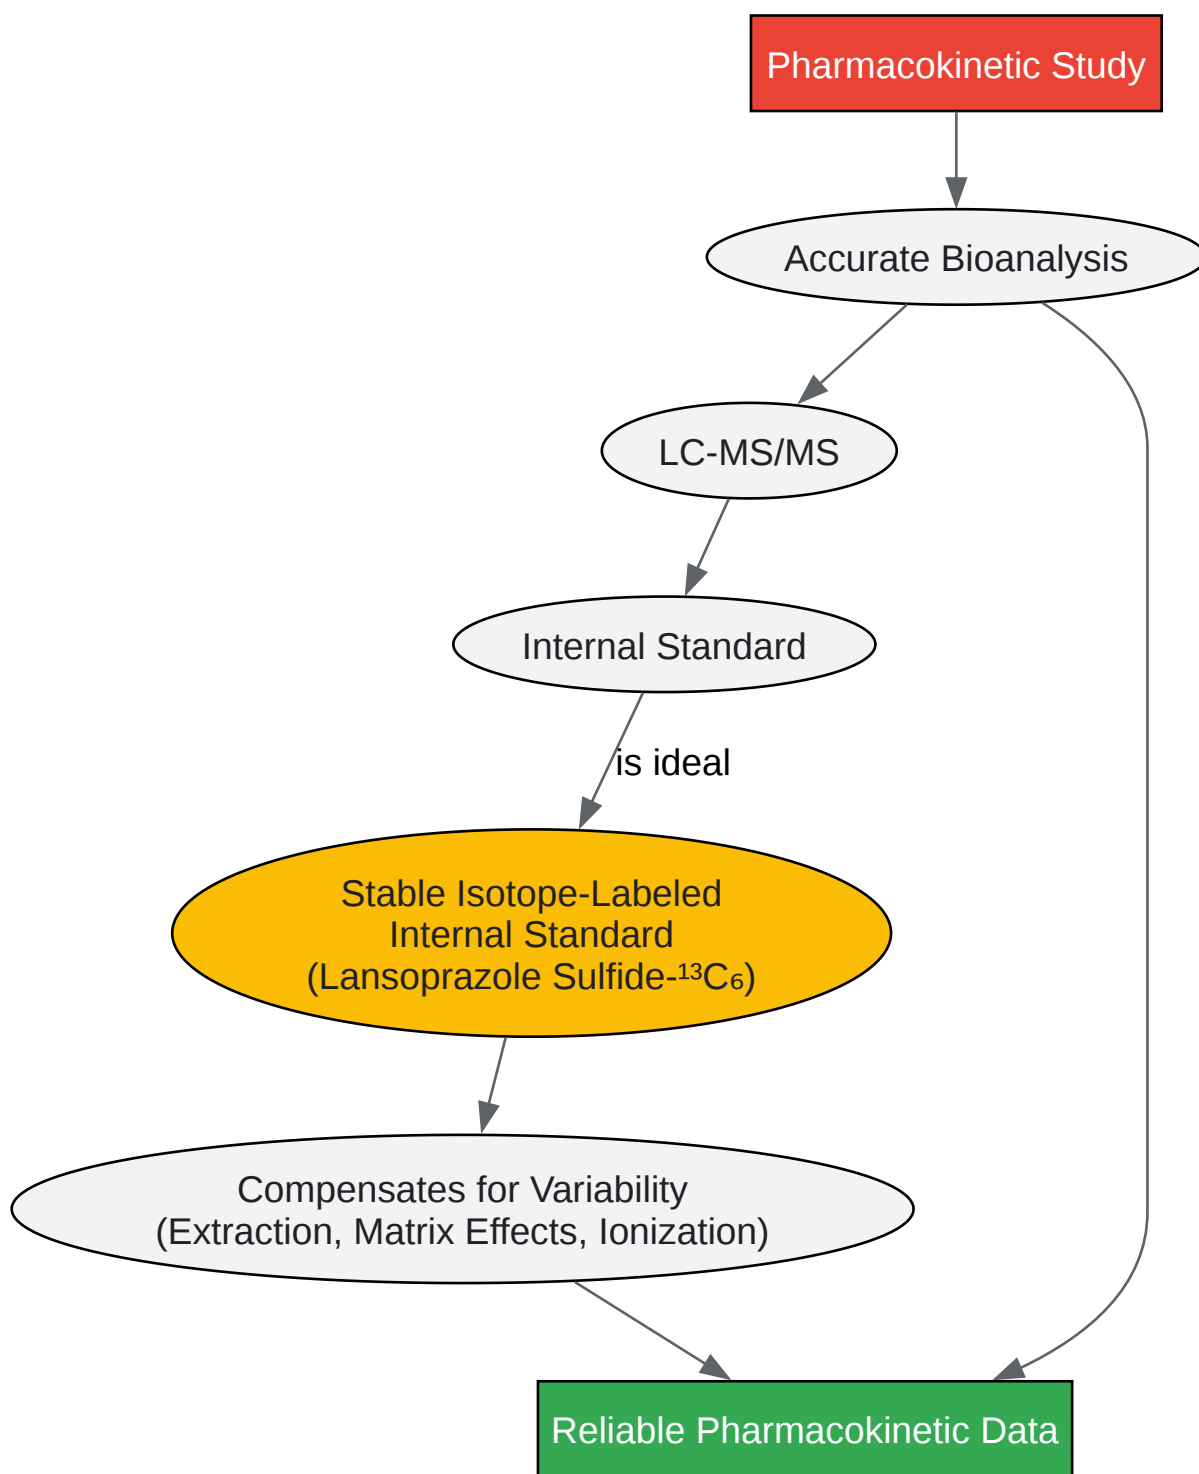 Pharmacokinetic Study
Accurate Bioanalysis
LC-MS/MS
Internal Standard
is ideal
Stable Isotope-Labeled
Internal Standard
(Lansoprazole Sulfide-¹³C₆)
Compensates for Variability
(Extraction, Matrix Effects, Ionization)
Reliable Pharmacokinetic Data